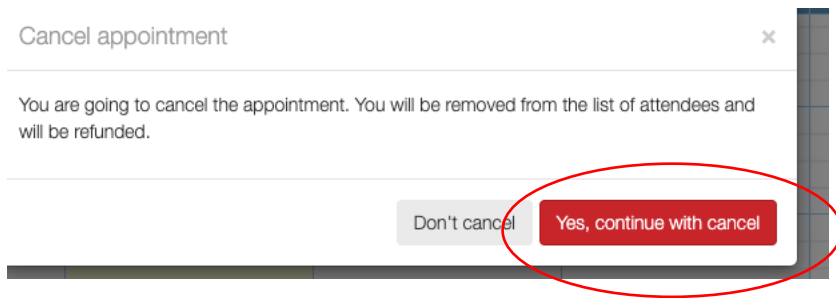 Cancel appointment ×
You are going to cancel the appointment. You will be removed from the list of attendees and
will be refunded.
Don't cancel Yes, continue with cancel